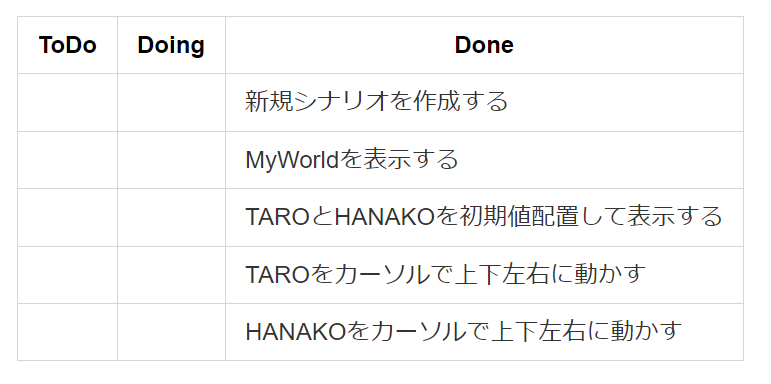 ToDo Doing Done
新規シナリオを作成する
MyWorldを表示する
TAROとHANAKOを初期値配置して表示する
TAROをカーソルで上下左右に動かす
HANAKOをカーソルで上下左右に動かす